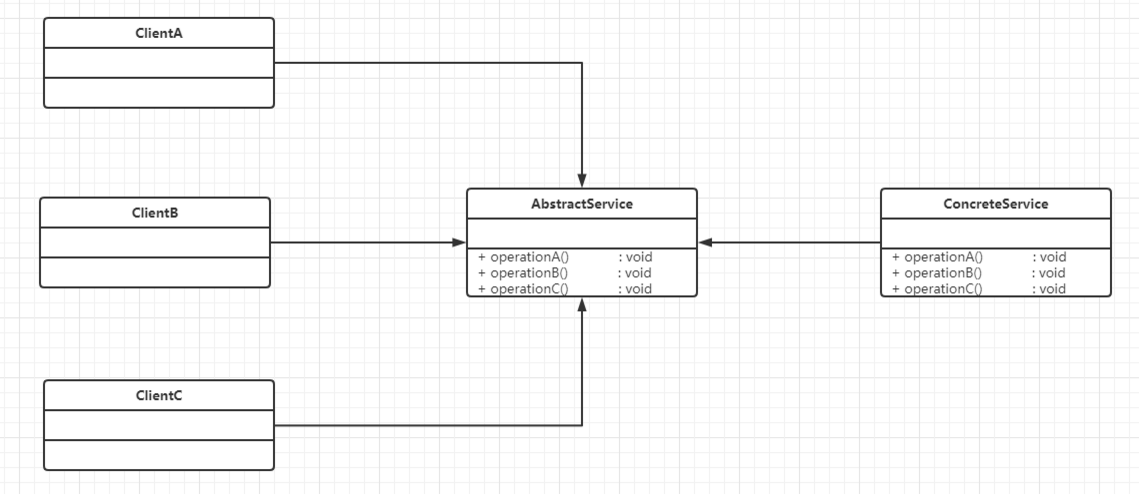 ClientA
ClientB
AbstractService
+ operationA() : void
+ operationB() : void
+ operationC() : void
ConcreteService
+ operationA() : void
+ operationB() : void
+ operationC() : void
ClientC